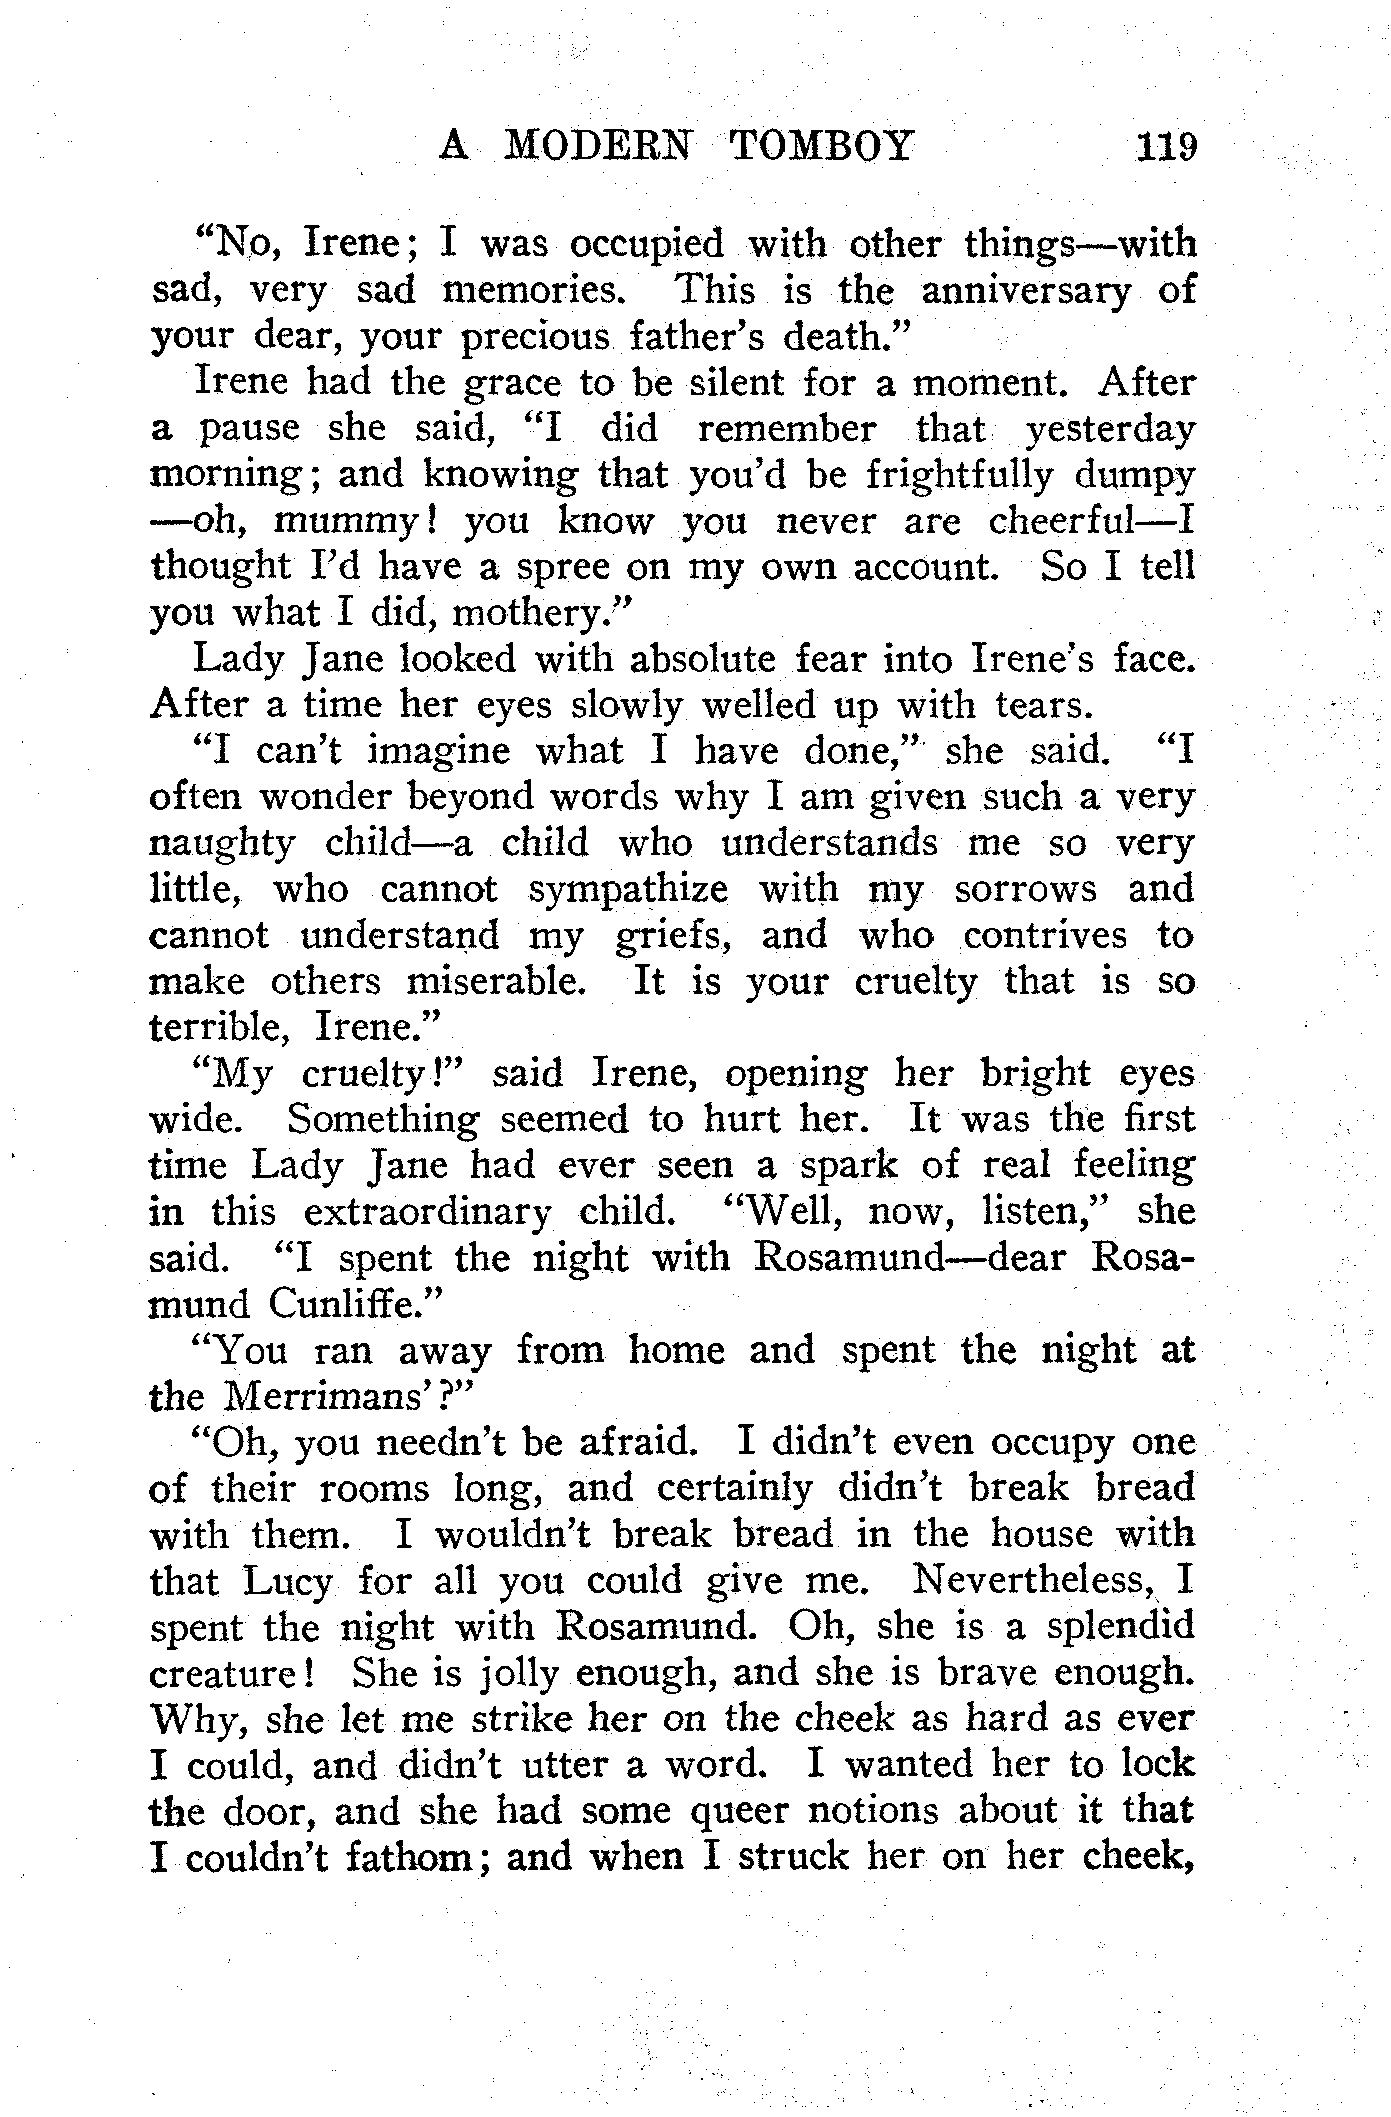 A MODERN TOMBOY 119
“No, Irene; I was occupied with other things—with
sad, very sad memories. This is the anniversary of
your dear, your precious father’s death.”
Irene had the grace to be silent for a moment. After
a pause she said, “I did remember that yesterday
morning; and knowing that you’d be frightfully dumpy
—oh, mummy! you know you never are cheerful—I
thought I’d have a spree on my own account. So I tell
you what I did, mothery.”
Lady Jane looked with absolute fear into Irene’s face.
After a time her eyes slowly welled up with tears.
“I can’t imagine what I have done,” she said. “I
often wonder beyond words why I am given such a very
naughty child—a child who understands me so very
little, who cannot sympathize with my sorrows and
cannot understand my griefs, and who contrives to
make others miserable. It is your cruelty that is so
terrible, Irene.”
“My cruelty!” said Irene, opening her bright eyes
wide. Something seemed to hurt her. It was the first
time Lady Jane had ever seen a spark of real feeling
in this extraordinary child. “Well, now, listen,” she
said. “I spent the night with Rosamund—dear Rosa-
mund Cunliffe.”
“You ran away from home and spent the night at
the Merrimans’?”
“Oh, you needn’t be afraid. I didn’t even occupy one
of their rooms long, and certainly didn’t break bread
with them. I wouldn’t break bread in the house with
that Lucy for all you could give me. Nevertheless, I
spent the night with Rosamund. Oh, she is a splendid
creature! She is jolly enough, and she is brave enough.
Why, she let me strike her on the cheek as hard as ever
I could, and didn’t utter a word. I wanted her to lock
the door, and she had some queer notions about it that
I couldn’t fathom; and when I struck her on her cheek,